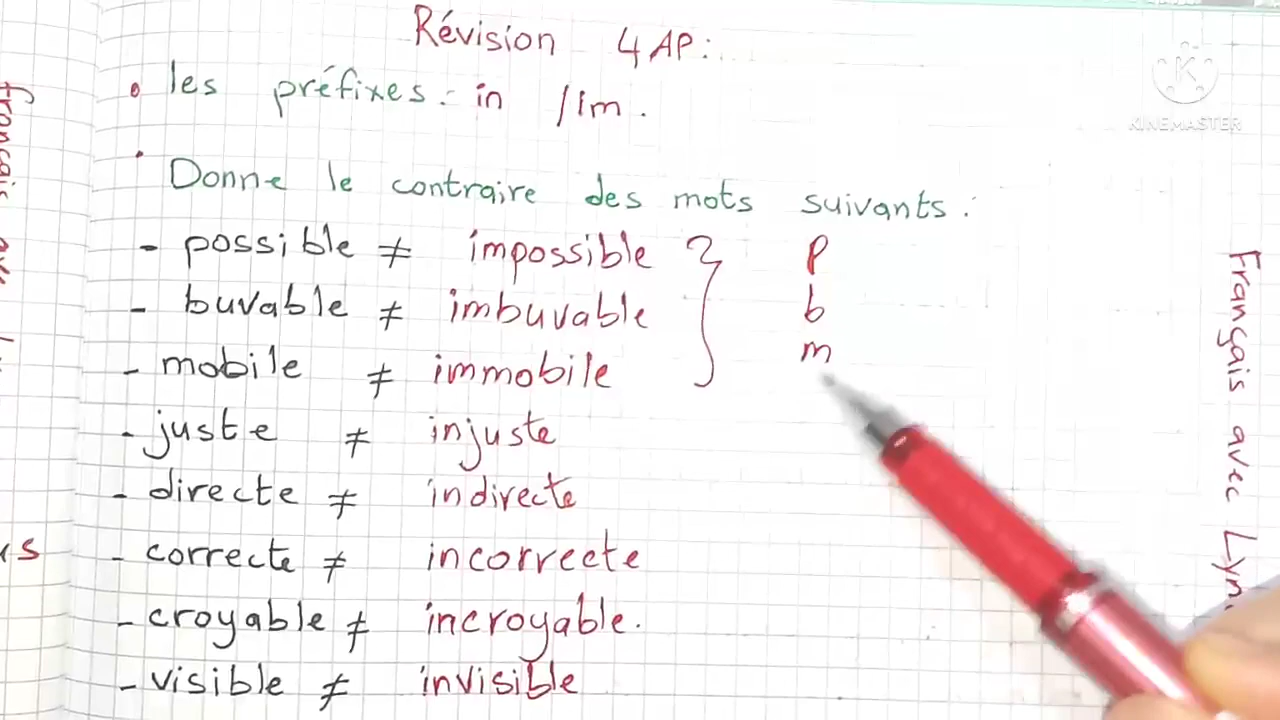 Révision 4AP:
• les préfixes: in /im.
• Donne le contraire des mots suivants:
- possible ≠ impossible } p
- buvable ≠ imbuvable b
- mobile ≠ immobile m
- juste ≠ injuste
- directe ≠ indirecte
- correcte ≠ incorrecte
- croyable ≠ incroyable.
- visible ≠ invisible
Français avec
KINEMASTER